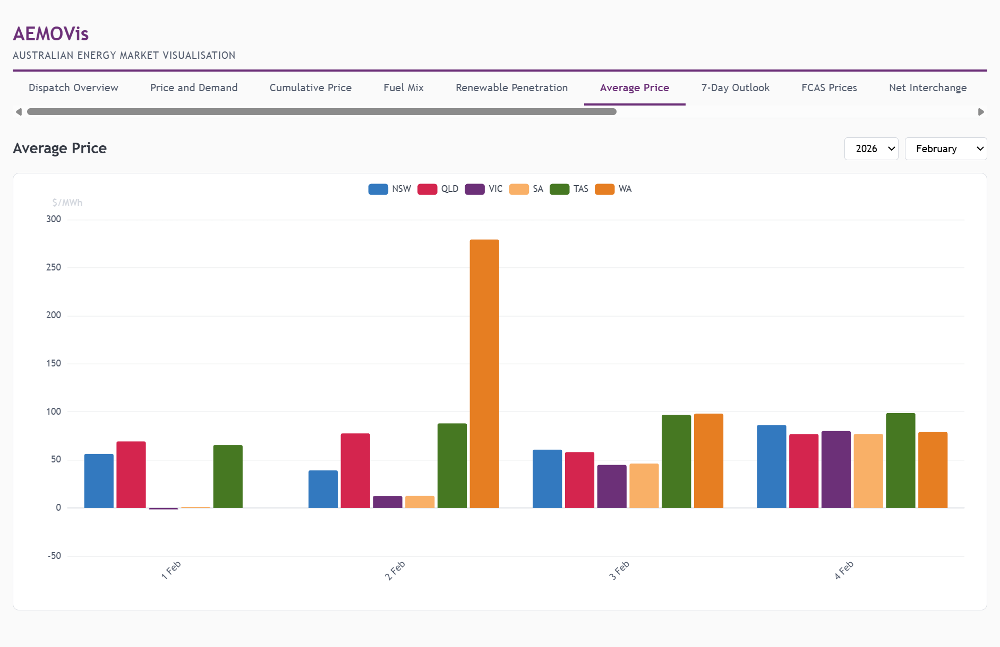 AEMOVis
AUSTRALIAN ENERGY MARKET VISUALISATION
Dispatch Overview Price and Demand Cumulative Price Fuel Mix Renewable Penetration Average Price 7-Day Outlook FCAS Prices Net Interchange
Average Price
2026 February
NSW QLD VIC SA TAS WA
$/MWh
300
250
200
150
100
50
0
-50
1 Feb 2 Feb 3 Feb 4 Feb